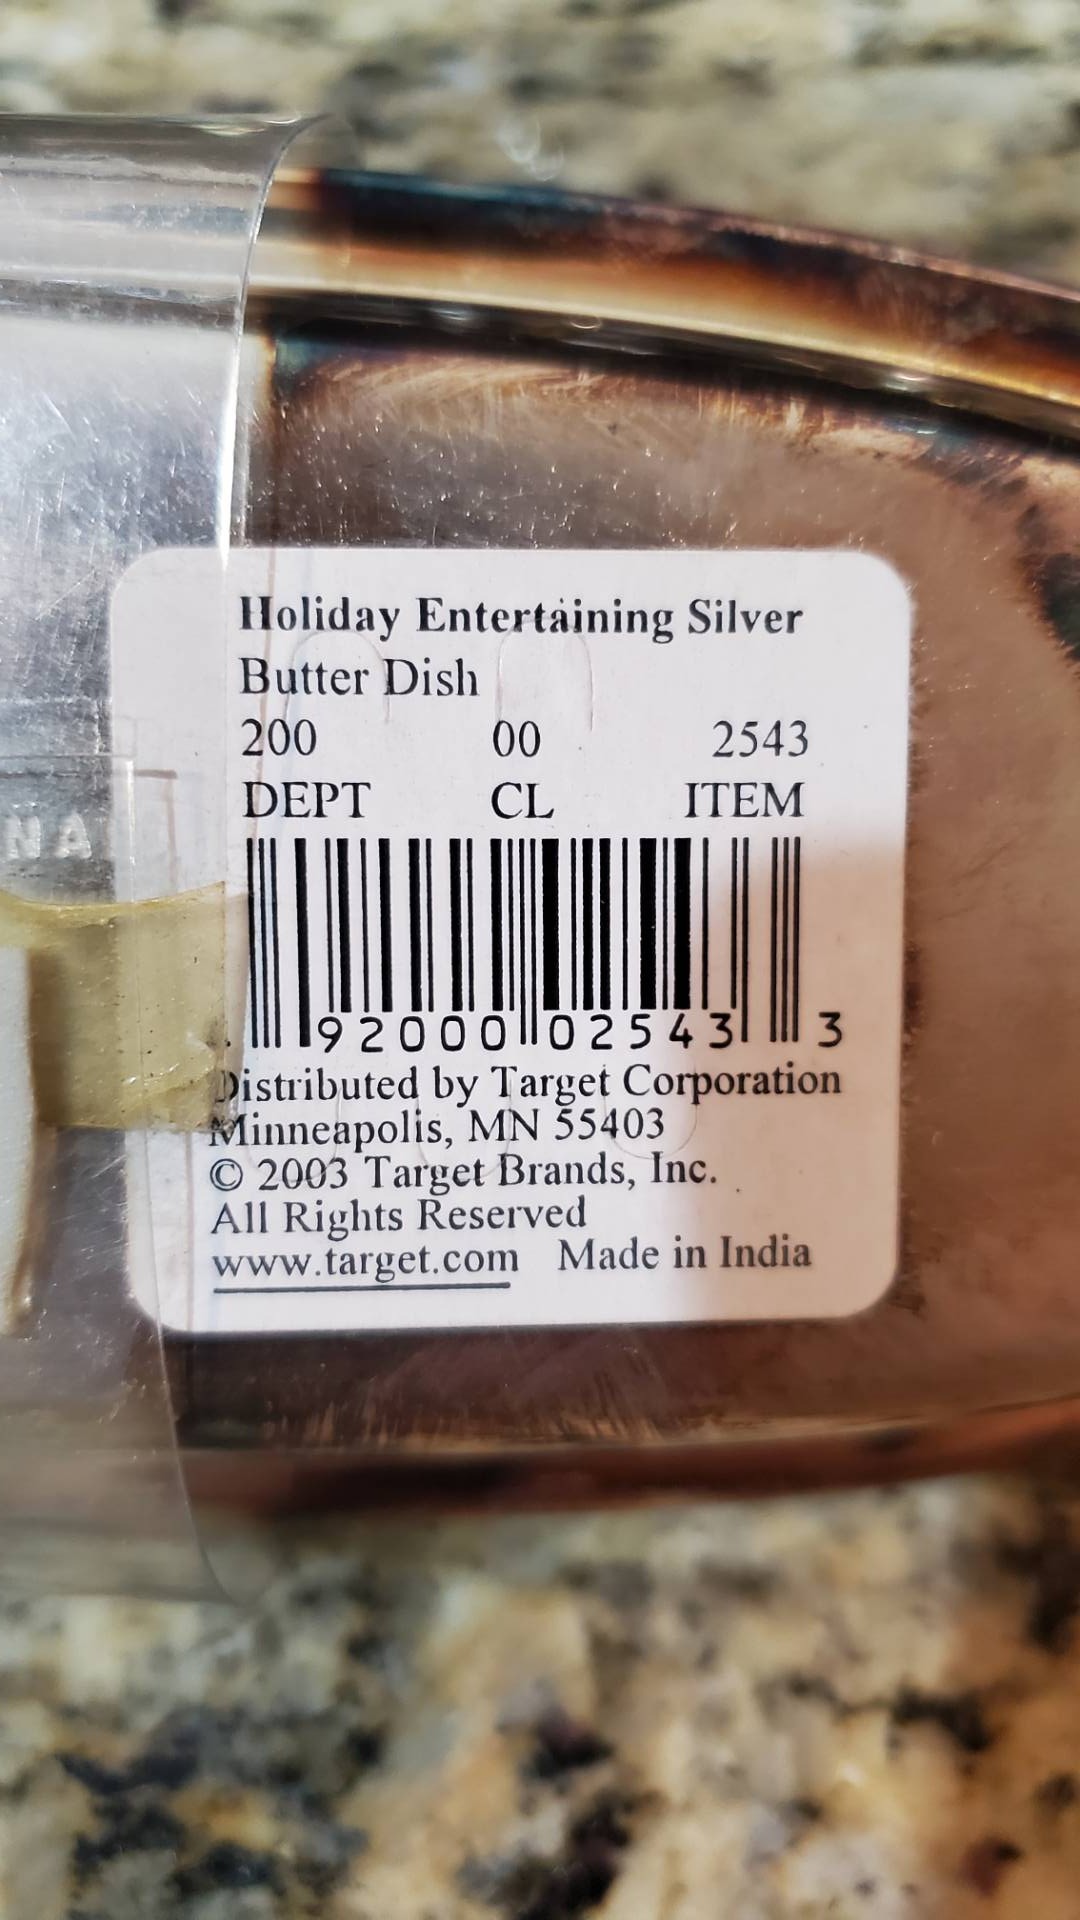 Holiday Entertaining Silver
Butter Dish
200 00 2543
DEPT CL ITEM
NA
92000 02543 3
Distributed by Target Corporation
Minneapolis, MN 55403
© 2003 Target Brands, Inc.
All Rights Reserved
www.target.com Made in India